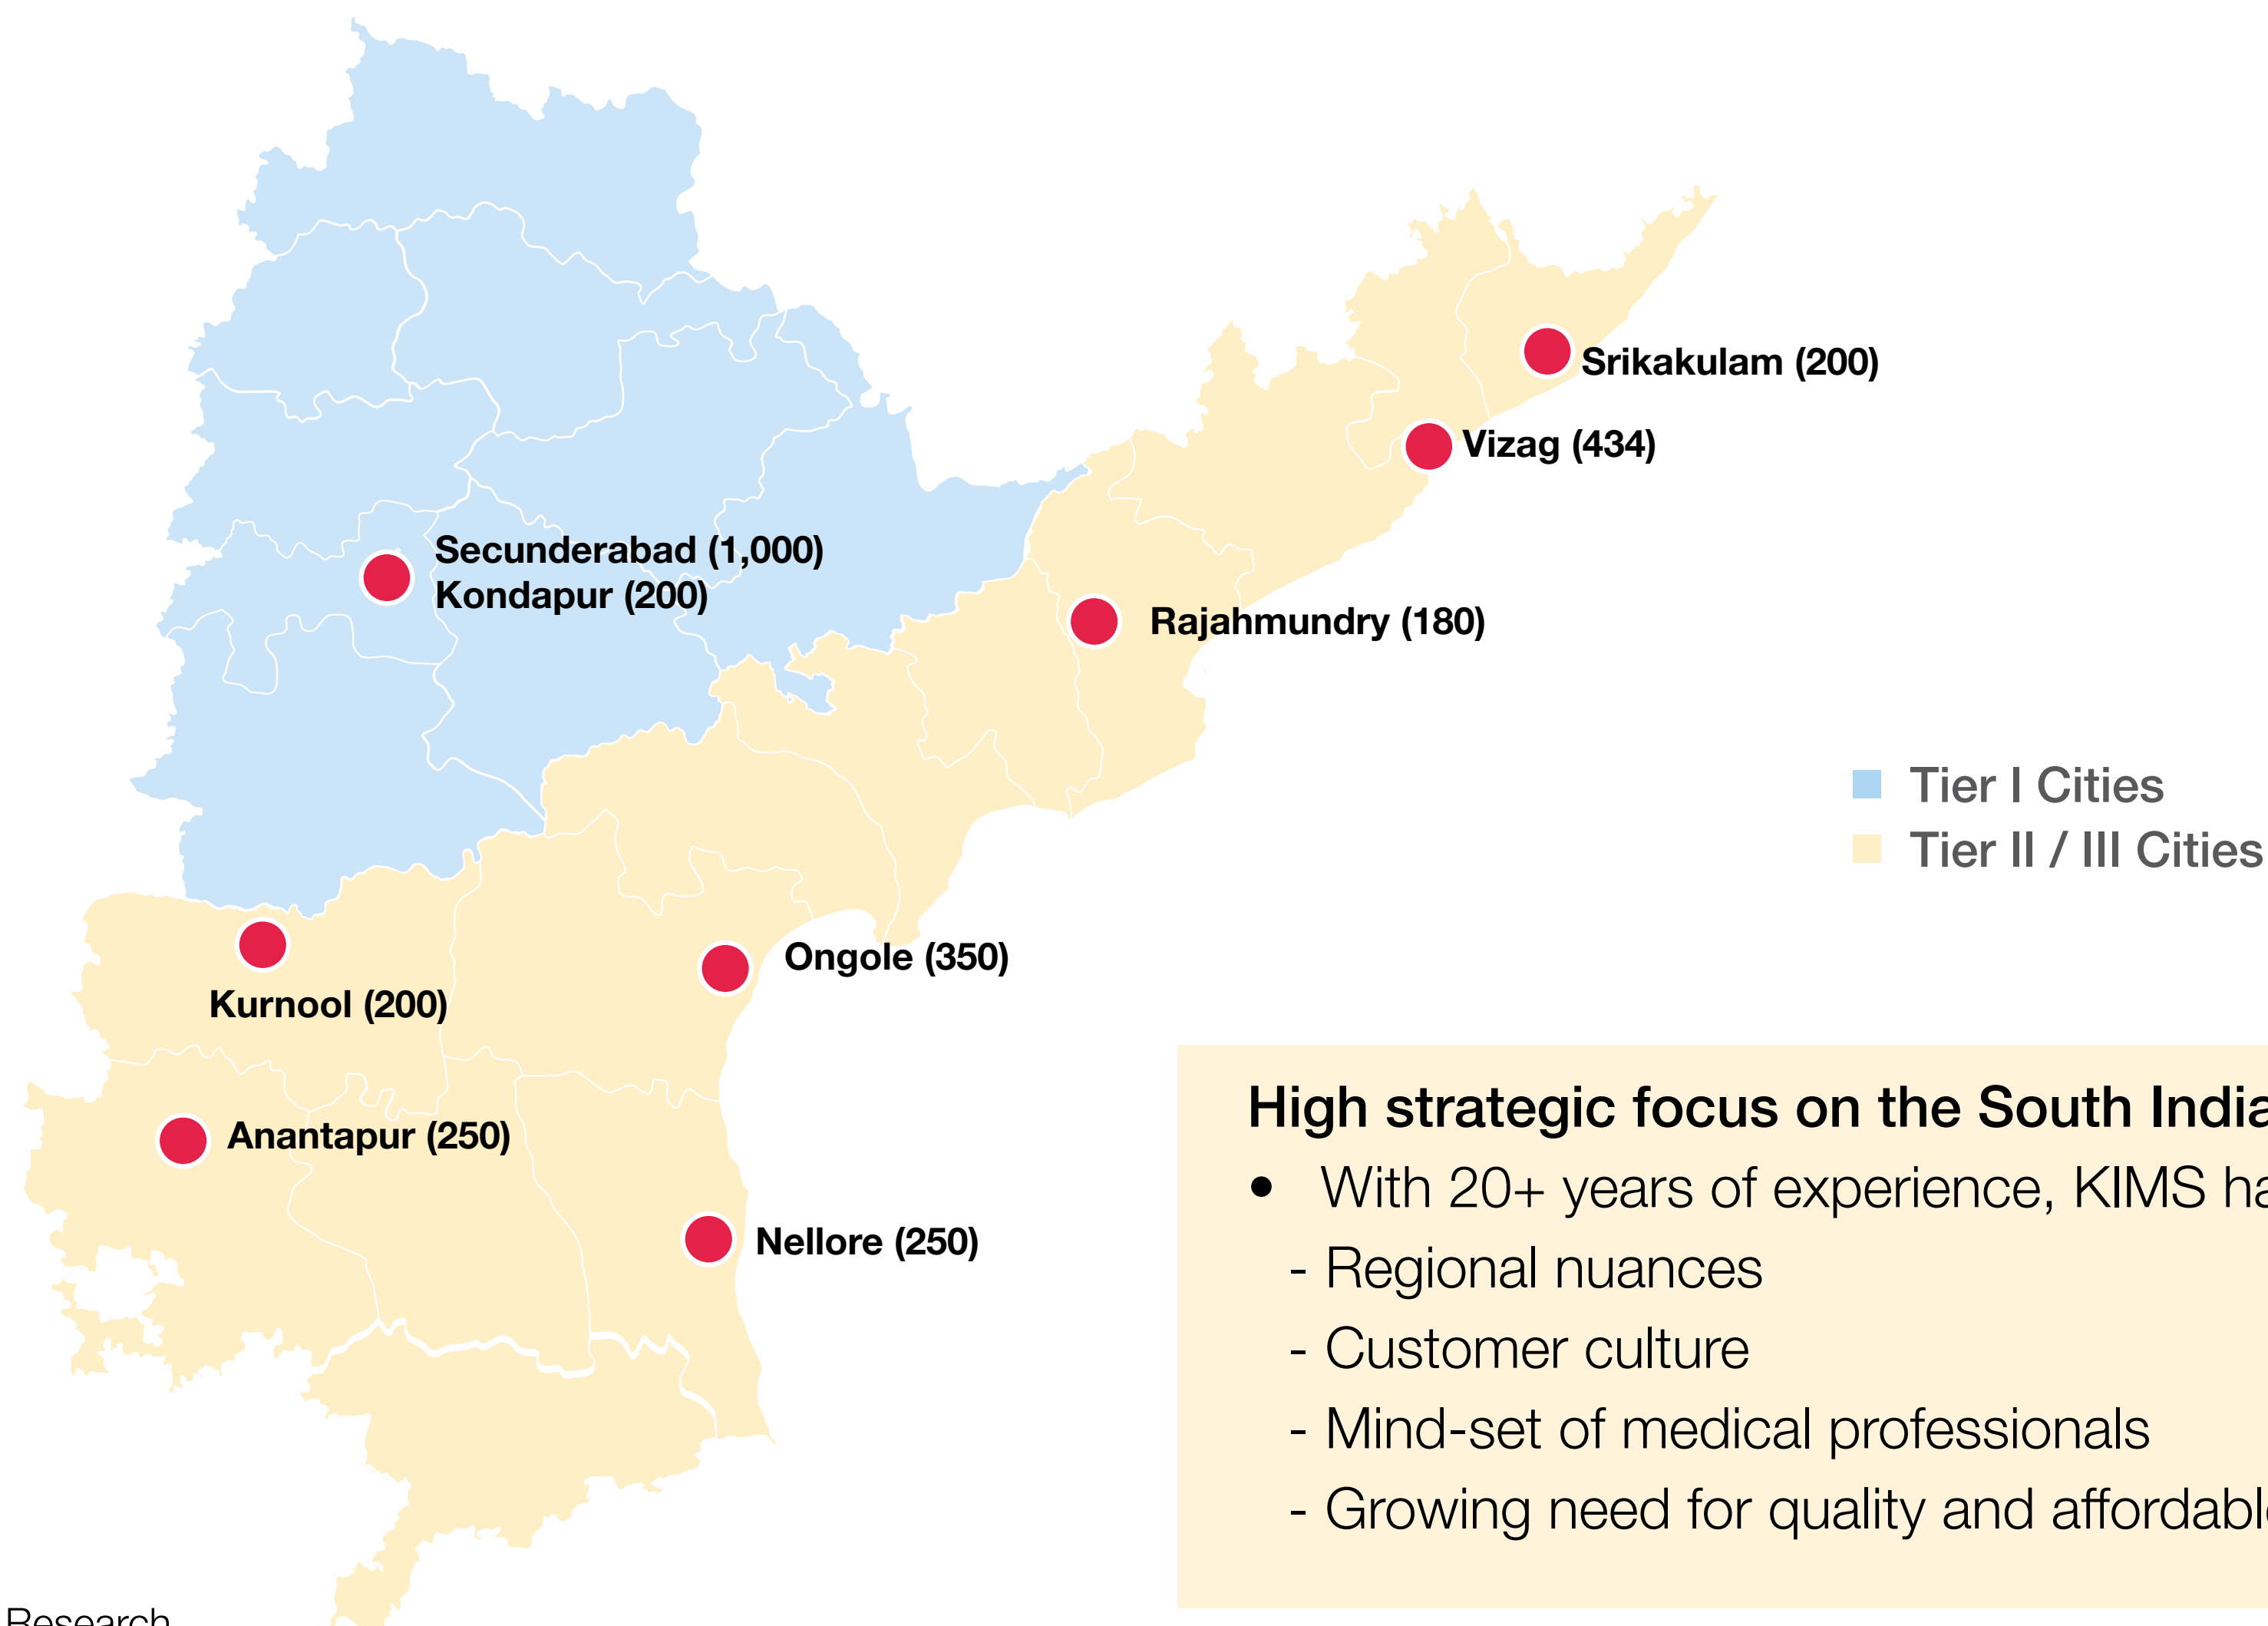 Srikakulam (200)
Vizag (434)
Secunderabad (1,000)
Kondapur (200)
Rajahmundry (180)
Tier I Cities
Tier II / III Cities
Ongole (350)
Kurnool (200)
Anantapur (250)
Nellore (250)
High strategic focus on the South India
• With 20+ years of experience, KIMS ha
- Regional nuances
- Customer culture
- Mind-set of medical professionals
- Growing need for quality and affordable
Research